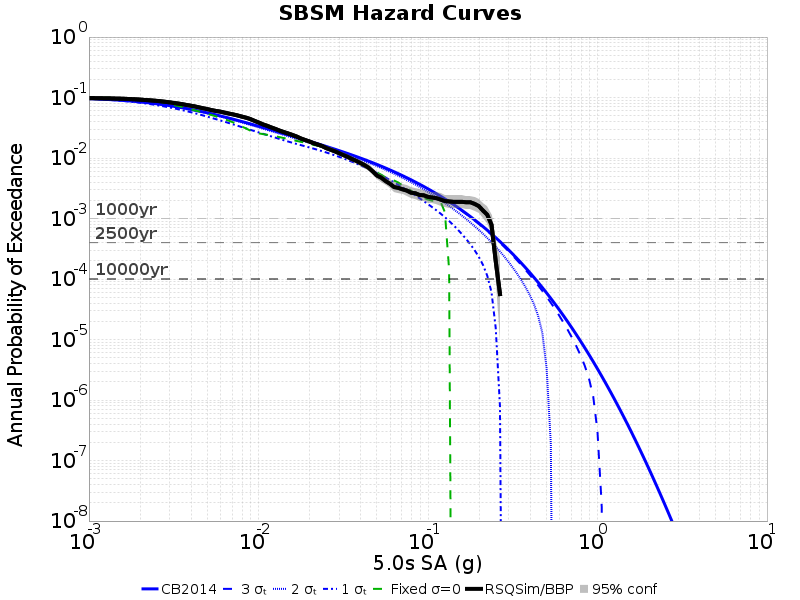 SBSM Hazard Curves
Annual Probability of Exceedance
10^0
10^-1
10^-2
10^-3
10^-4
10^-5
10^-6
10^-7
10^-8
1000yr
2500yr
10000yr
10^-3 10^-2 10^-1 10^0 10^1
5.0s SA (g)
CB2014 3 σₜ 2 σₜ 1 σₜ Fixed σ=0 RSQSim/BBP 95% conf